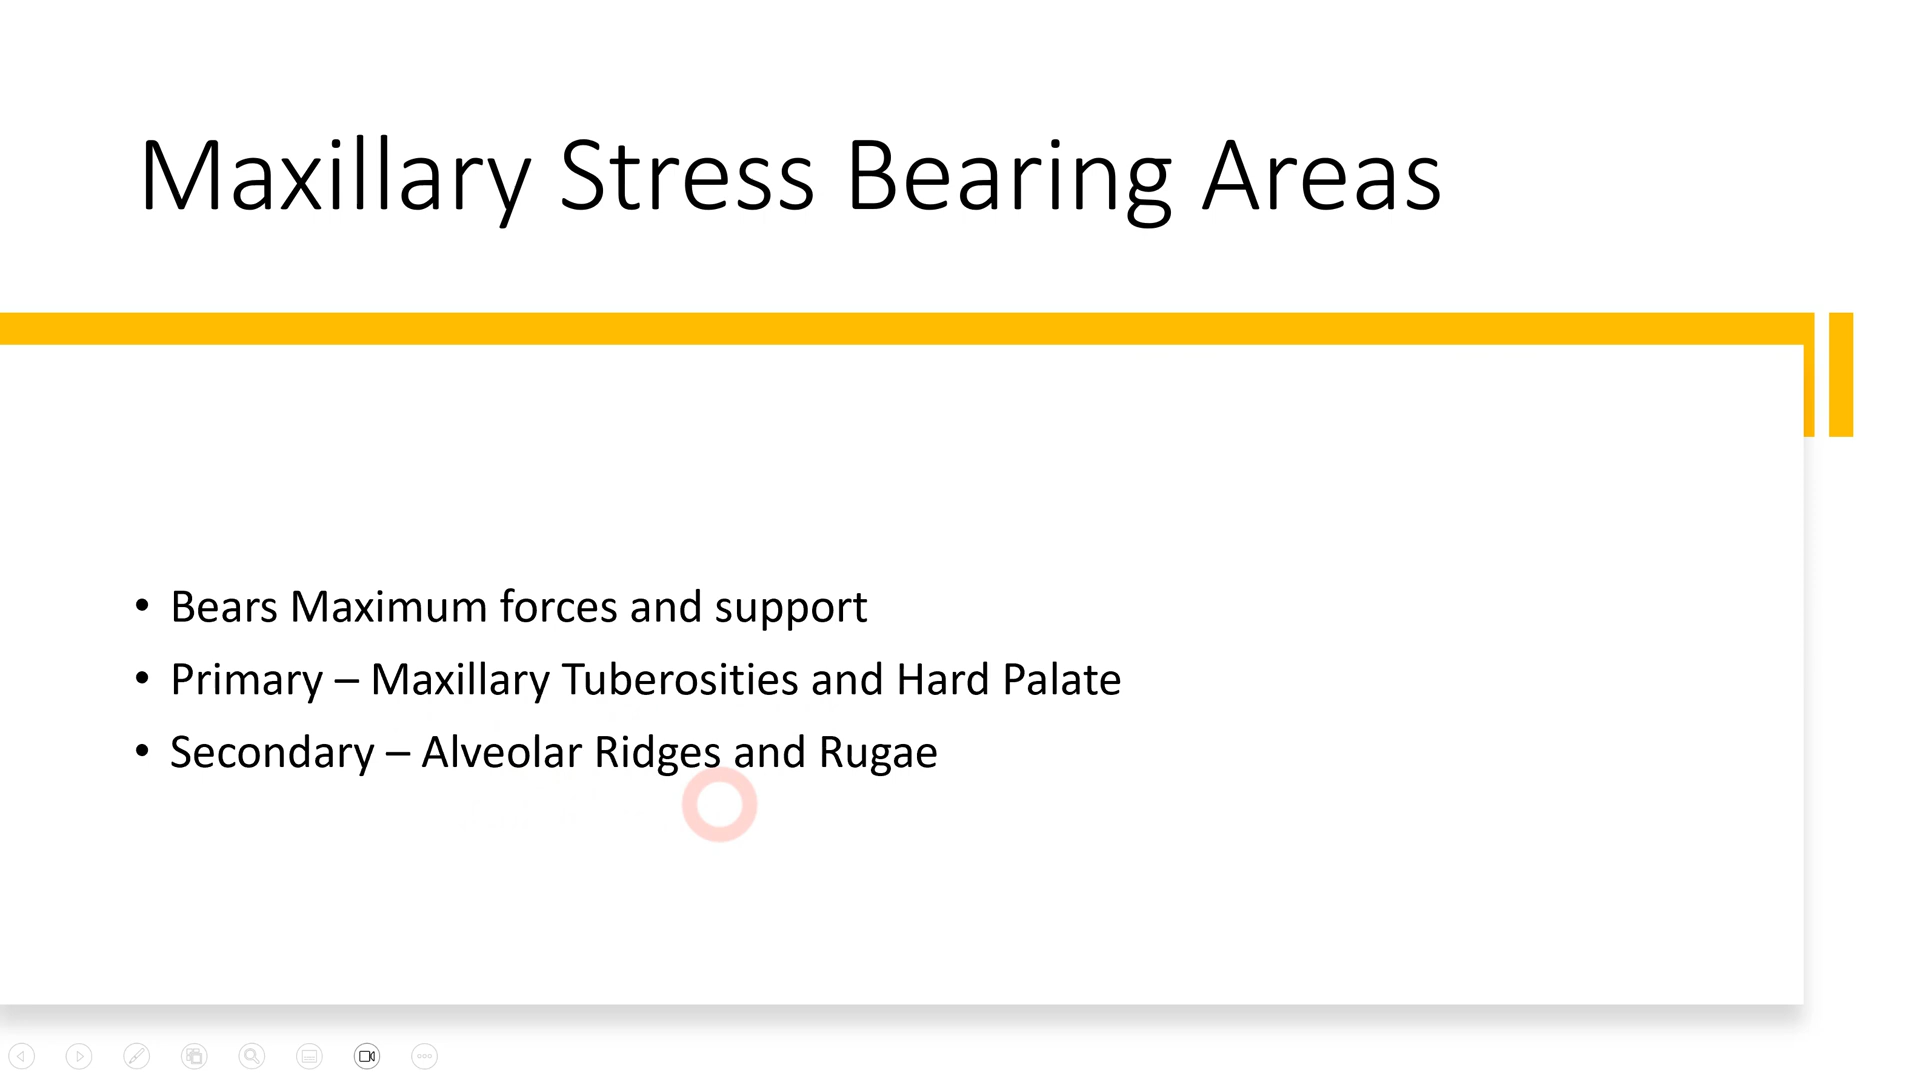 Maxillary Stress Bearing Areas
• Bears Maximum forces and support
• Primary – Maxillary Tuberosities and Hard Palate
• Secondary – Alveolar Ridges and Rugae